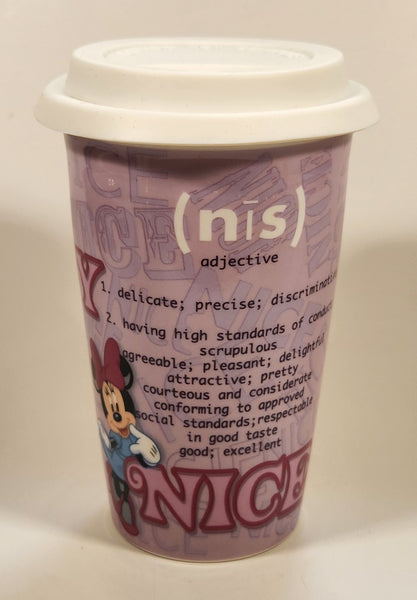 (nīs)
adjective
Y
1. delicate; precise; discriminati
2. having high standards of conduct
scrupulous
agreeable; pleasant; delightful
attractive; pretty
courteous and considerate
conforming to approved
social standards;respectable
in good taste
good; excellent
NICE